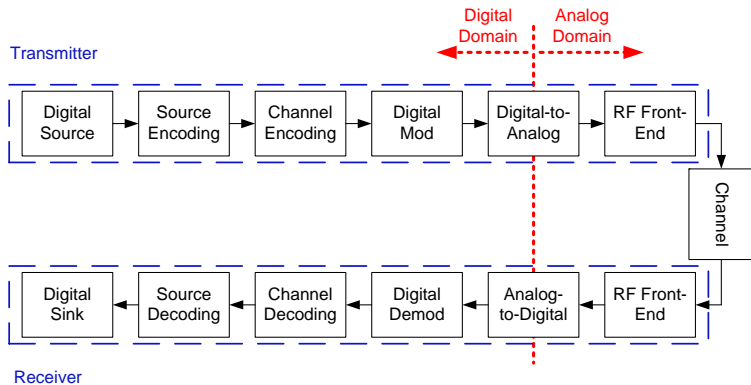 Digital
Domain
Analog
Domain
Transmitter
Digital
Source
Source
Encoding
Channel
Encoding
Digital
Mod
Digital-to-
Analog
RF Front-
End
Channel
Digital
Sink
Source
Decoding
Channel
Decoding
Digital
Demod
Analog-
to-Digital
RF Front-
End
Receiver